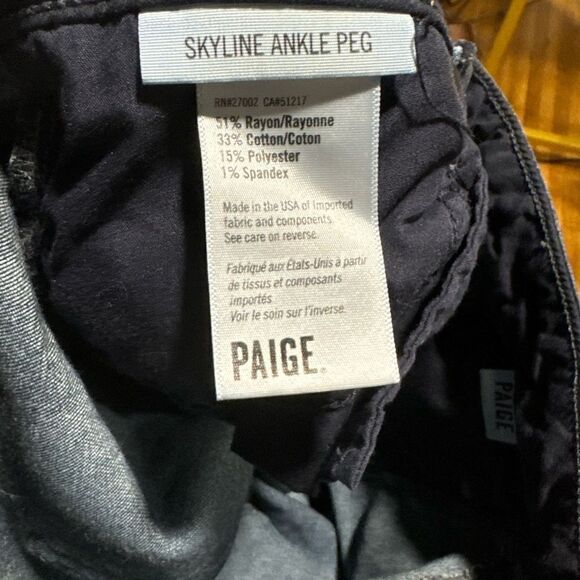 SKYLINE ANKLE PEG
RN#27002 CA#51217
51% Rayon/Rayonne
33% Cotton/Coton
15% Polyester
1% Spandex
Made in the USA of imported
fabric and components.
See care on reverse.
Fabriqué aux États-Unis à partir
de tissus et composants
importés
Voir le soin sur l'inverse.
PAIGE®
PAIGE